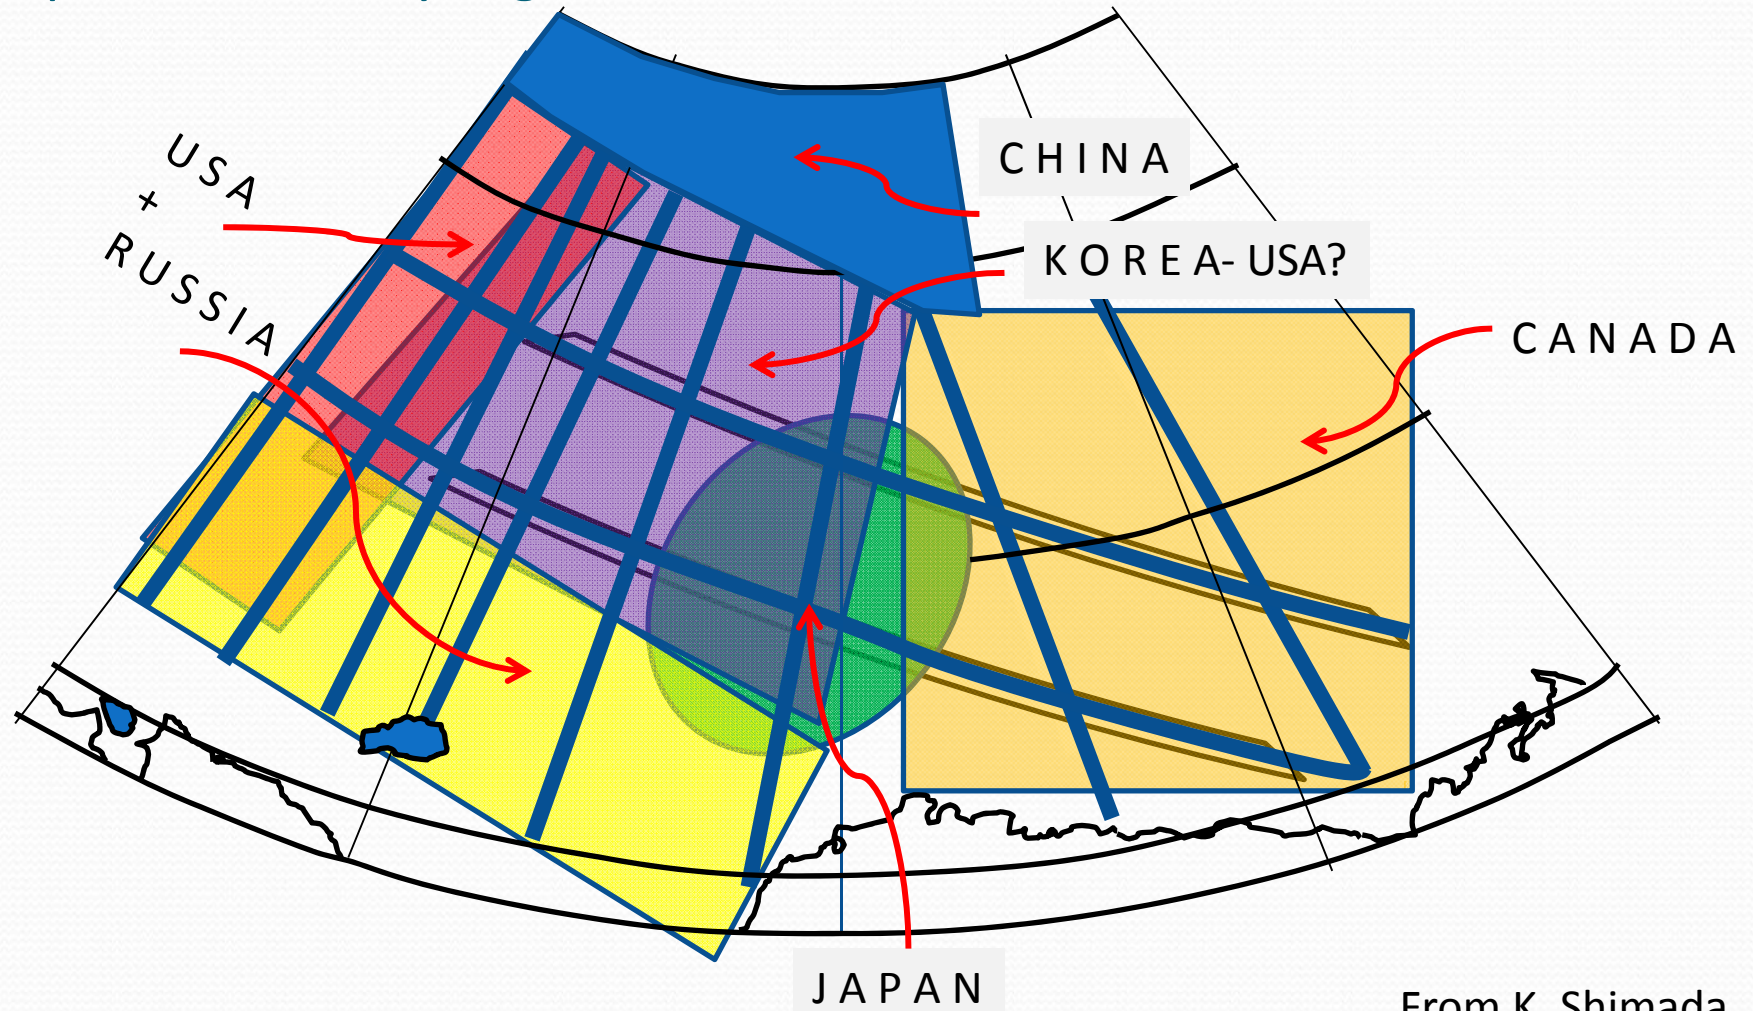 USA
+
RUSSIA
CHINA
KOREA- USA?
CANADA
JAPAN
From K. Shimada